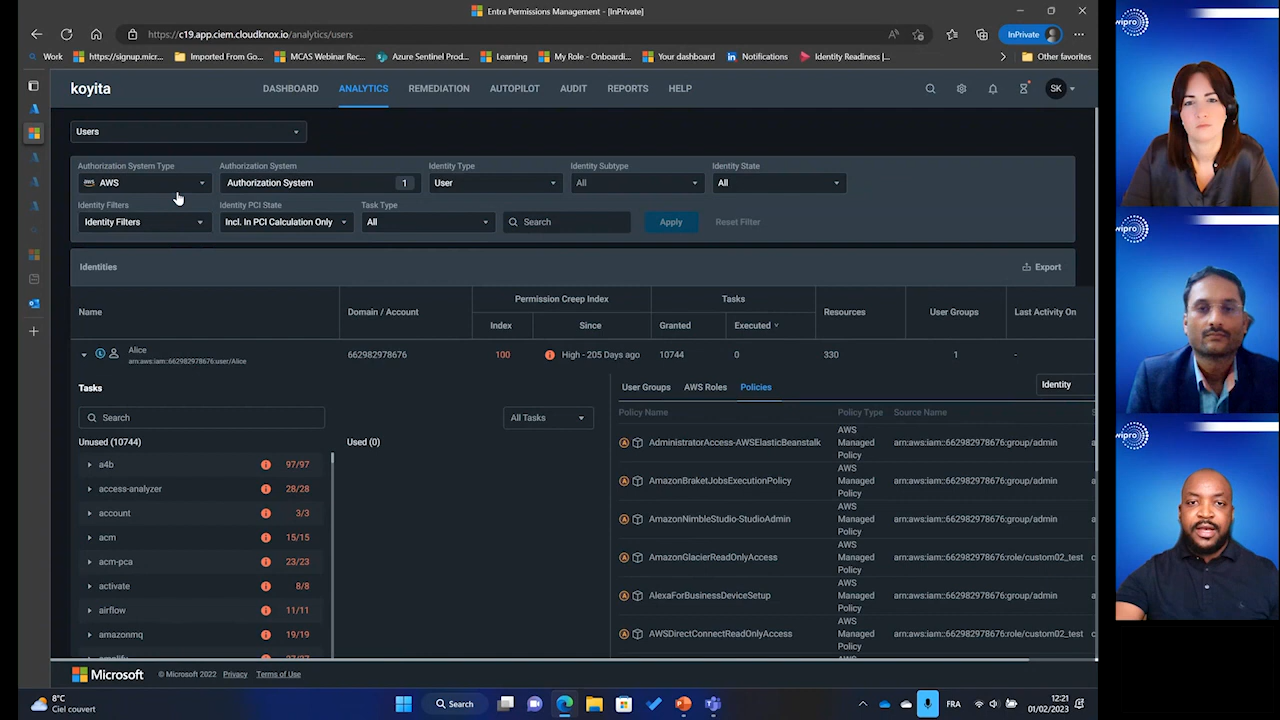 Entra Permissions Management - [InPrivate]
https://c19.app.ciem.cloudknox.io/analytics/users
InPrivate
Work
https://signup.micr...
Imported From Go...
MCAS Webinar Rec...
Azure Sentinel Prod...
Learning
My Role - Onboardi...
Your dashboard
Notifications
Identity Readiness |...
Other favorites
koyita
DASHBOARD
ANALYTICS
REMEDIATION
AUTOPILOT
AUDIT
REPORTS
HELP
SK
Users
Authorization System Type
Authorization System
Identity Type
Identity Subtype
Identity State
aws AWS
Authorization System
1
User
All
All
Identity Filters
Identity PCI State
Task Type
Identity Filters
Incl. In PCI Calculation Only
All
Search
Apply
Reset Filter
Identities
Export
Name
Domain / Account
Permission Creep Index
Tasks
Resources
User Groups
Last Activity On
Index
Since
Granted
Executed
Alice
arn:aws:iam::662982978676:user/Alice
662982978676
100
High - 205 Days ago
10744
0
330
1
-
Tasks
Search
All Tasks
Unused (10744)
Used (0)
a4b 97/97
access-analyzer 28/28
account 3/3
acm 15/15
acm-pca 23/23
activate 8/8
airflow 11/11
amazonmq 19/19
User Groups
AWS Roles
Policies
Identity
Policy Name
Policy Type
Source Name
AdministratorAccess-AWSElasticBeanstalk
AWS
Managed
Policy
arn:aws:iam::662982978676:group/admin
AmazonBraketJobsExecutionPolicy
AWS
Managed
Policy
arn:aws:iam::662982978676:group/admin
AmazonNimbleStudio-StudioAdmin
AWS
Managed
Policy
arn:aws:iam::662982978676:group/admin
AmazonGlacierReadOnlyAccess
AWS
Managed
Policy
arn:aws:iam::662982978676:role/custom02_test
AlexaForBusinessDeviceSetup
AWS
Managed
Policy
arn:aws:iam::662982978676:group/admin
AWSDirectConnectReadOnlyAccess
AWS
Managed
Policy
arn:aws:iam::662982978676:role/custom02_test
Microsoft
© Microsoft 2022
Privacy
Terms of Use
8°C
Ciel couvert
Search
FRA
12:21
01/02/2023
wipro
wipro
wipro